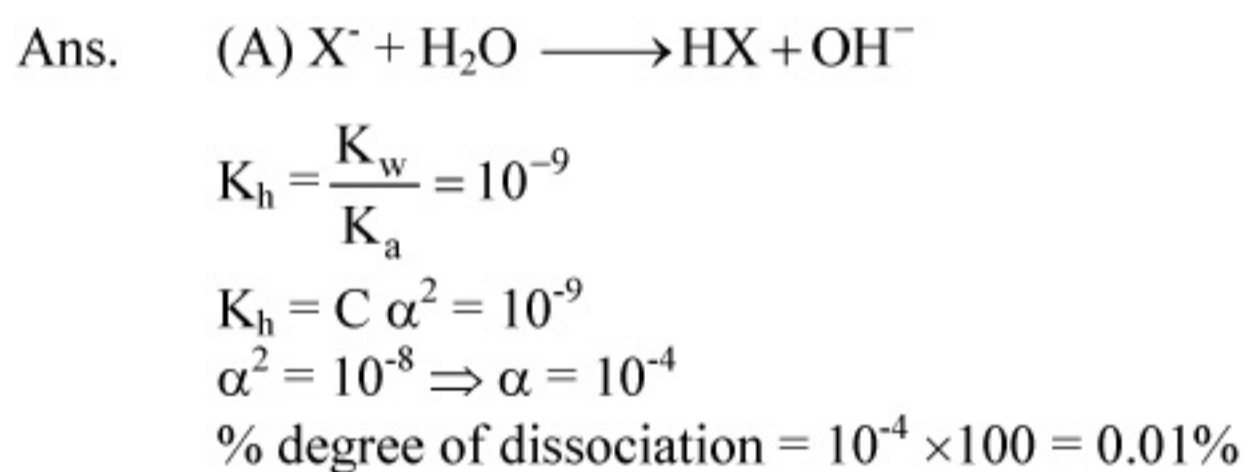 Ans. (A) X⁻ + H₂O ⟶ HX + OH⁻
K_h = K_w / K_a = 10⁻⁹
K_h = C α² = 10⁻⁹
α² = 10⁻⁸ ⇒ α = 10⁻⁴
% degree of dissociation = 10⁻⁴ ×100 = 0.01%